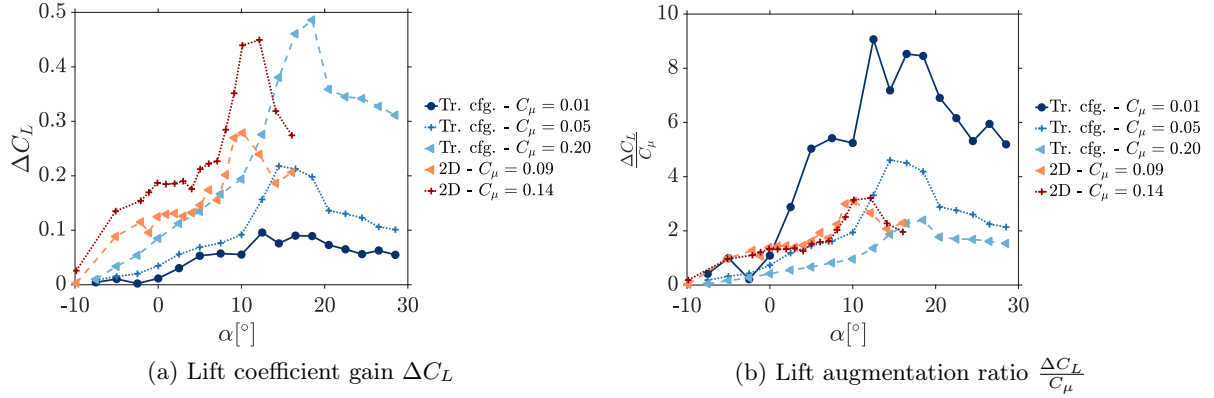 0.5
0.4
0.3
0.2
0.1
0
-10 0 10 20 30
ΔC_L
α[°]
Tr. cfg. - C_μ = 0.01
Tr. cfg. - C_μ = 0.05
Tr. cfg. - C_μ = 0.20
2D - C_μ = 0.09
2D - C_μ = 0.14
(a) Lift coefficient gain ΔC_L
10
8
6
4
2
0
-10 0 10 20 30
ΔC_L/C_μ
α[°]
Tr. cfg. - C_μ = 0.01
Tr. cfg. - C_μ = 0.05
Tr. cfg. - C_μ = 0.20
2D - C_μ = 0.09
2D - C_μ = 0.14
(b) Lift augmentation ratio ΔC_L/C_μ